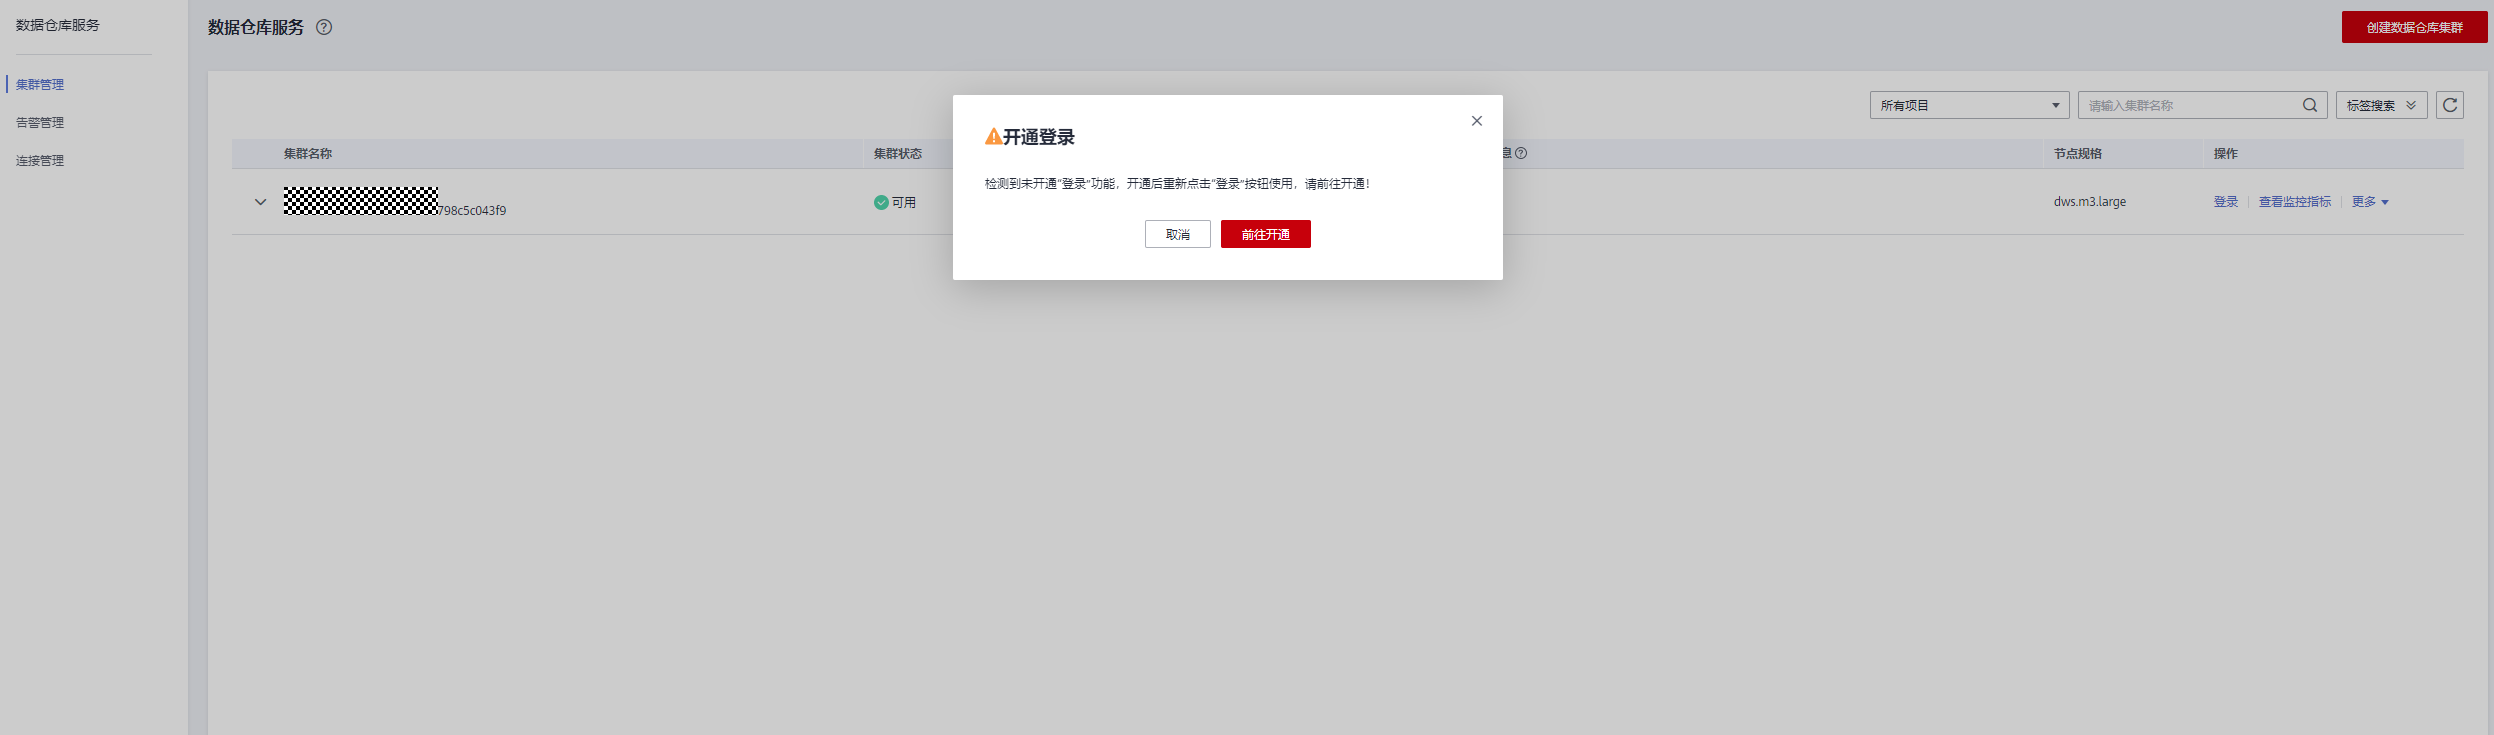 数据仓库服务
集群管理
告警管理
连接管理
数据仓库服务 ?
创建数据仓库集群
所有项目
请输入集群名称
标签搜索
集群名称 集群状态 息 ? 节点规格 操作
798c5c043f9 可用 dws.m3.large 登录 查看监控指标 更多
开通登录
检测到未开通“登录”功能，开通后重新点击“登录”按钮使用，请前往开通！
取消 前往开通